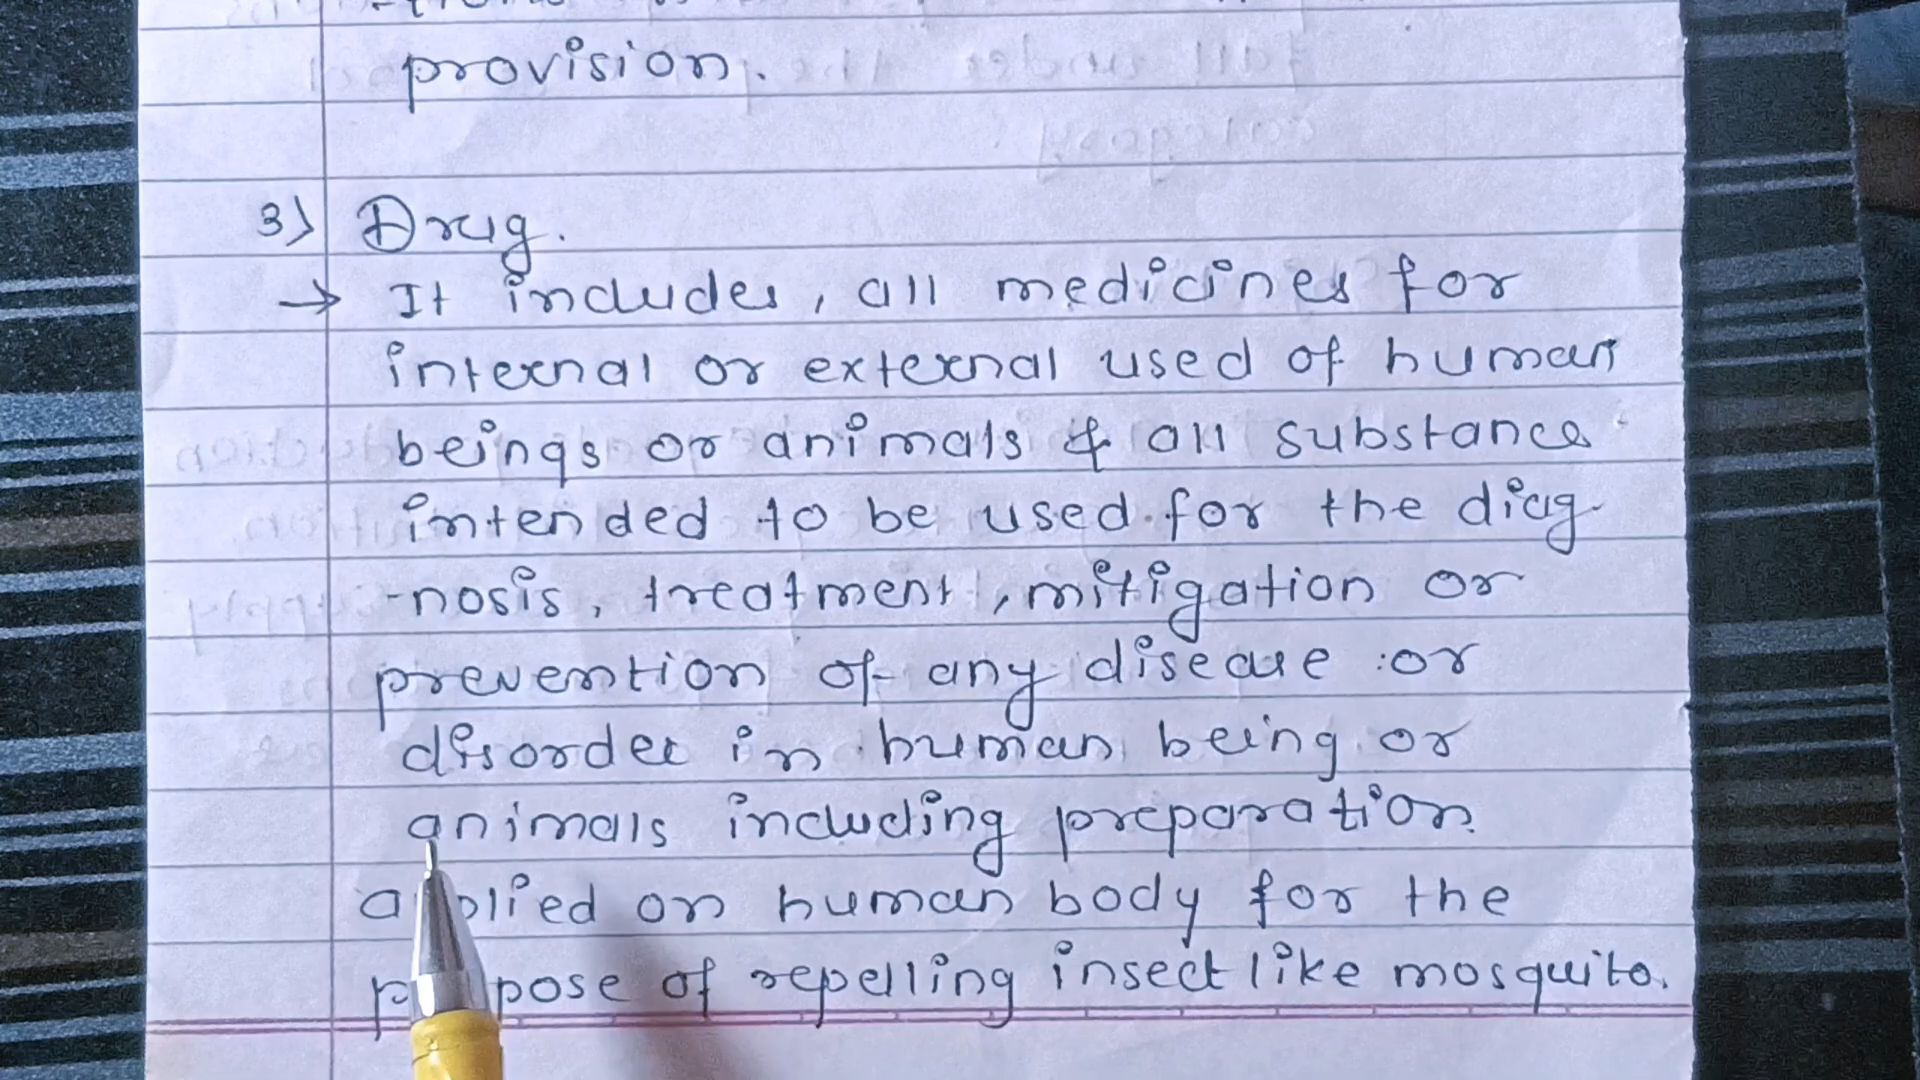 provision.
3) Drug.
→ It includes, all medicines for
internal or external used of human
beings or animals & all substance
intended to be used for the diag
-nosis, treatment, mitigation or
prevention of any disease or
disorder in human being or
animals including preparation
applied on human body for the
purpose of repelling insect like mosquito.